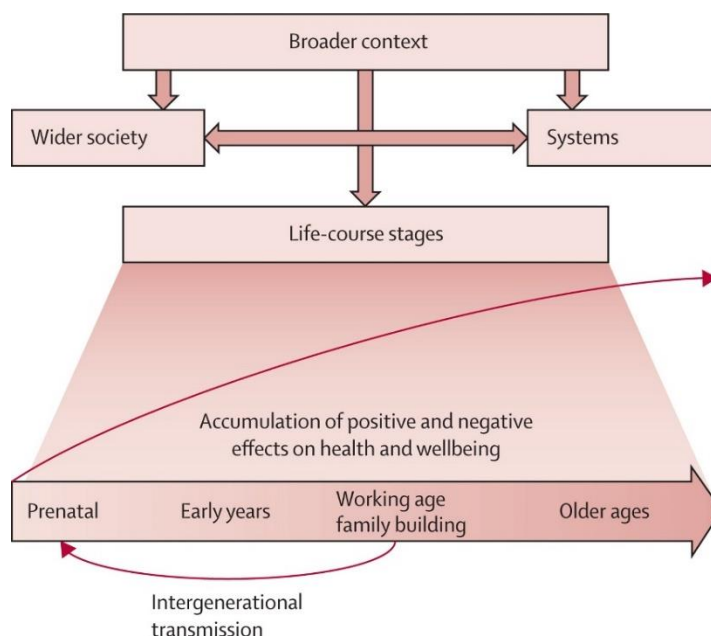 Broader context
Wider society
Systems
Life-course stages
Accumulation of positive and negative
effects on health and wellbeing
Prenatal
Early years
Working age
family building
Older ages
Intergenerational
transmission